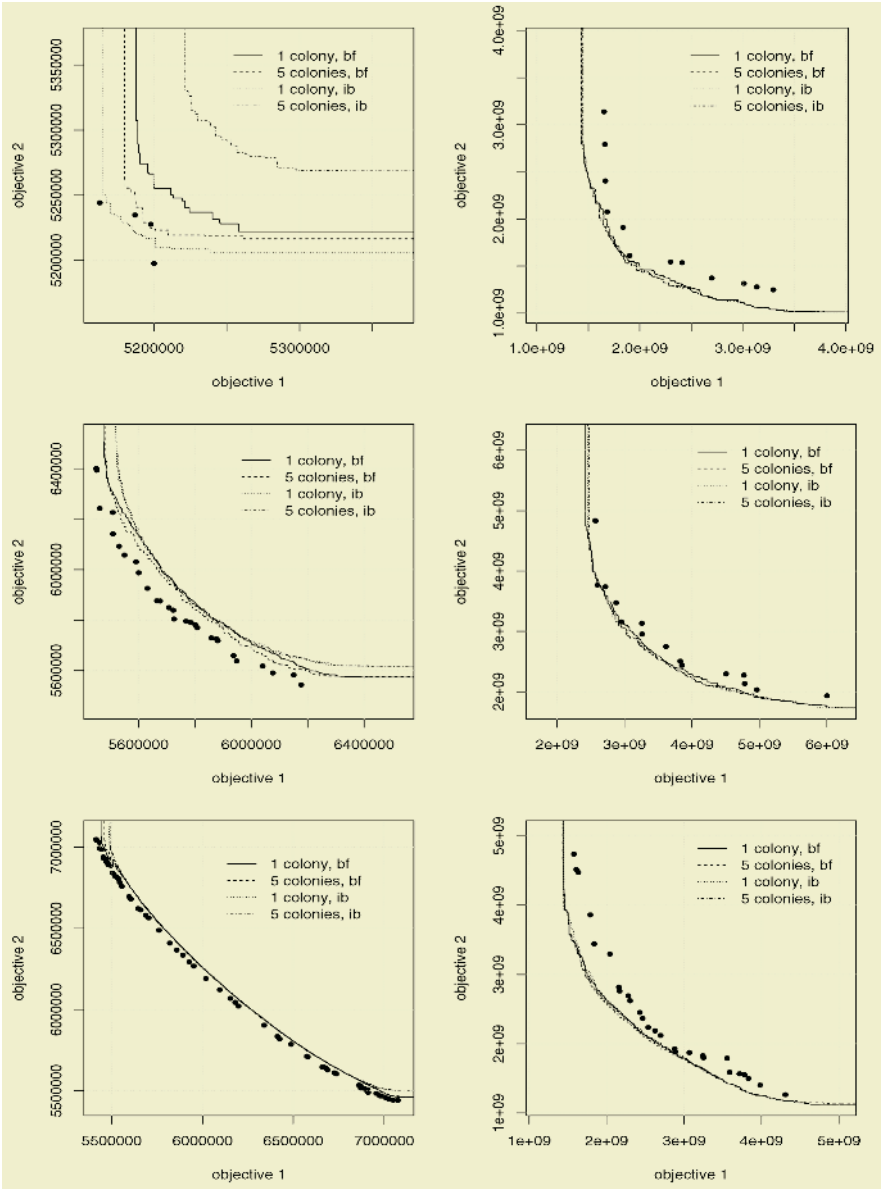 5350000
5300000
5250000
5200000
objective 2
1 colony, bf
5 colonies, bf
1 colony, ib
5 colonies, ib
5200000 5300000
objective 1
4.0e+09
3.0e+09
2.0e+09
1.0e+09
objective 2
1 colony, bf
5 colonies, bf
1 colony, ib
5 colonies, ib
1.0e+09 2.0e+09 3.0e+09 4.0e+09
objective 1
6400000
6000000
5600000
objective 2
1 colony, bf
5 colonies, bf
1 colony, ib
5 colonies, ib
5600000 6000000 6400000
objective 1
6e+09
5e+09
4e+09
3e+09
2e+09
objective 2
1 colony, bf
5 colonies, bf
1 colony, ib
5 colonies, ib
2e+09 3e+09 4e+09 5e+09 6e+09
objective 1
7000000
6500000
6000000
5500000
objective 2
1 colony, bf
5 colonies, bf
1 colony, ib
5 colonies, ib
5500000 6000000 6500000 7000000
objective 1
5e+09
4e+09
3e+09
2e+09
1e+09
objective 2
1 colony, bf
5 colonies, bf
1 colony, ib
5 colonies, ib
1e+09 2e+09 3e+09 4e+09 5e+09
objective 1